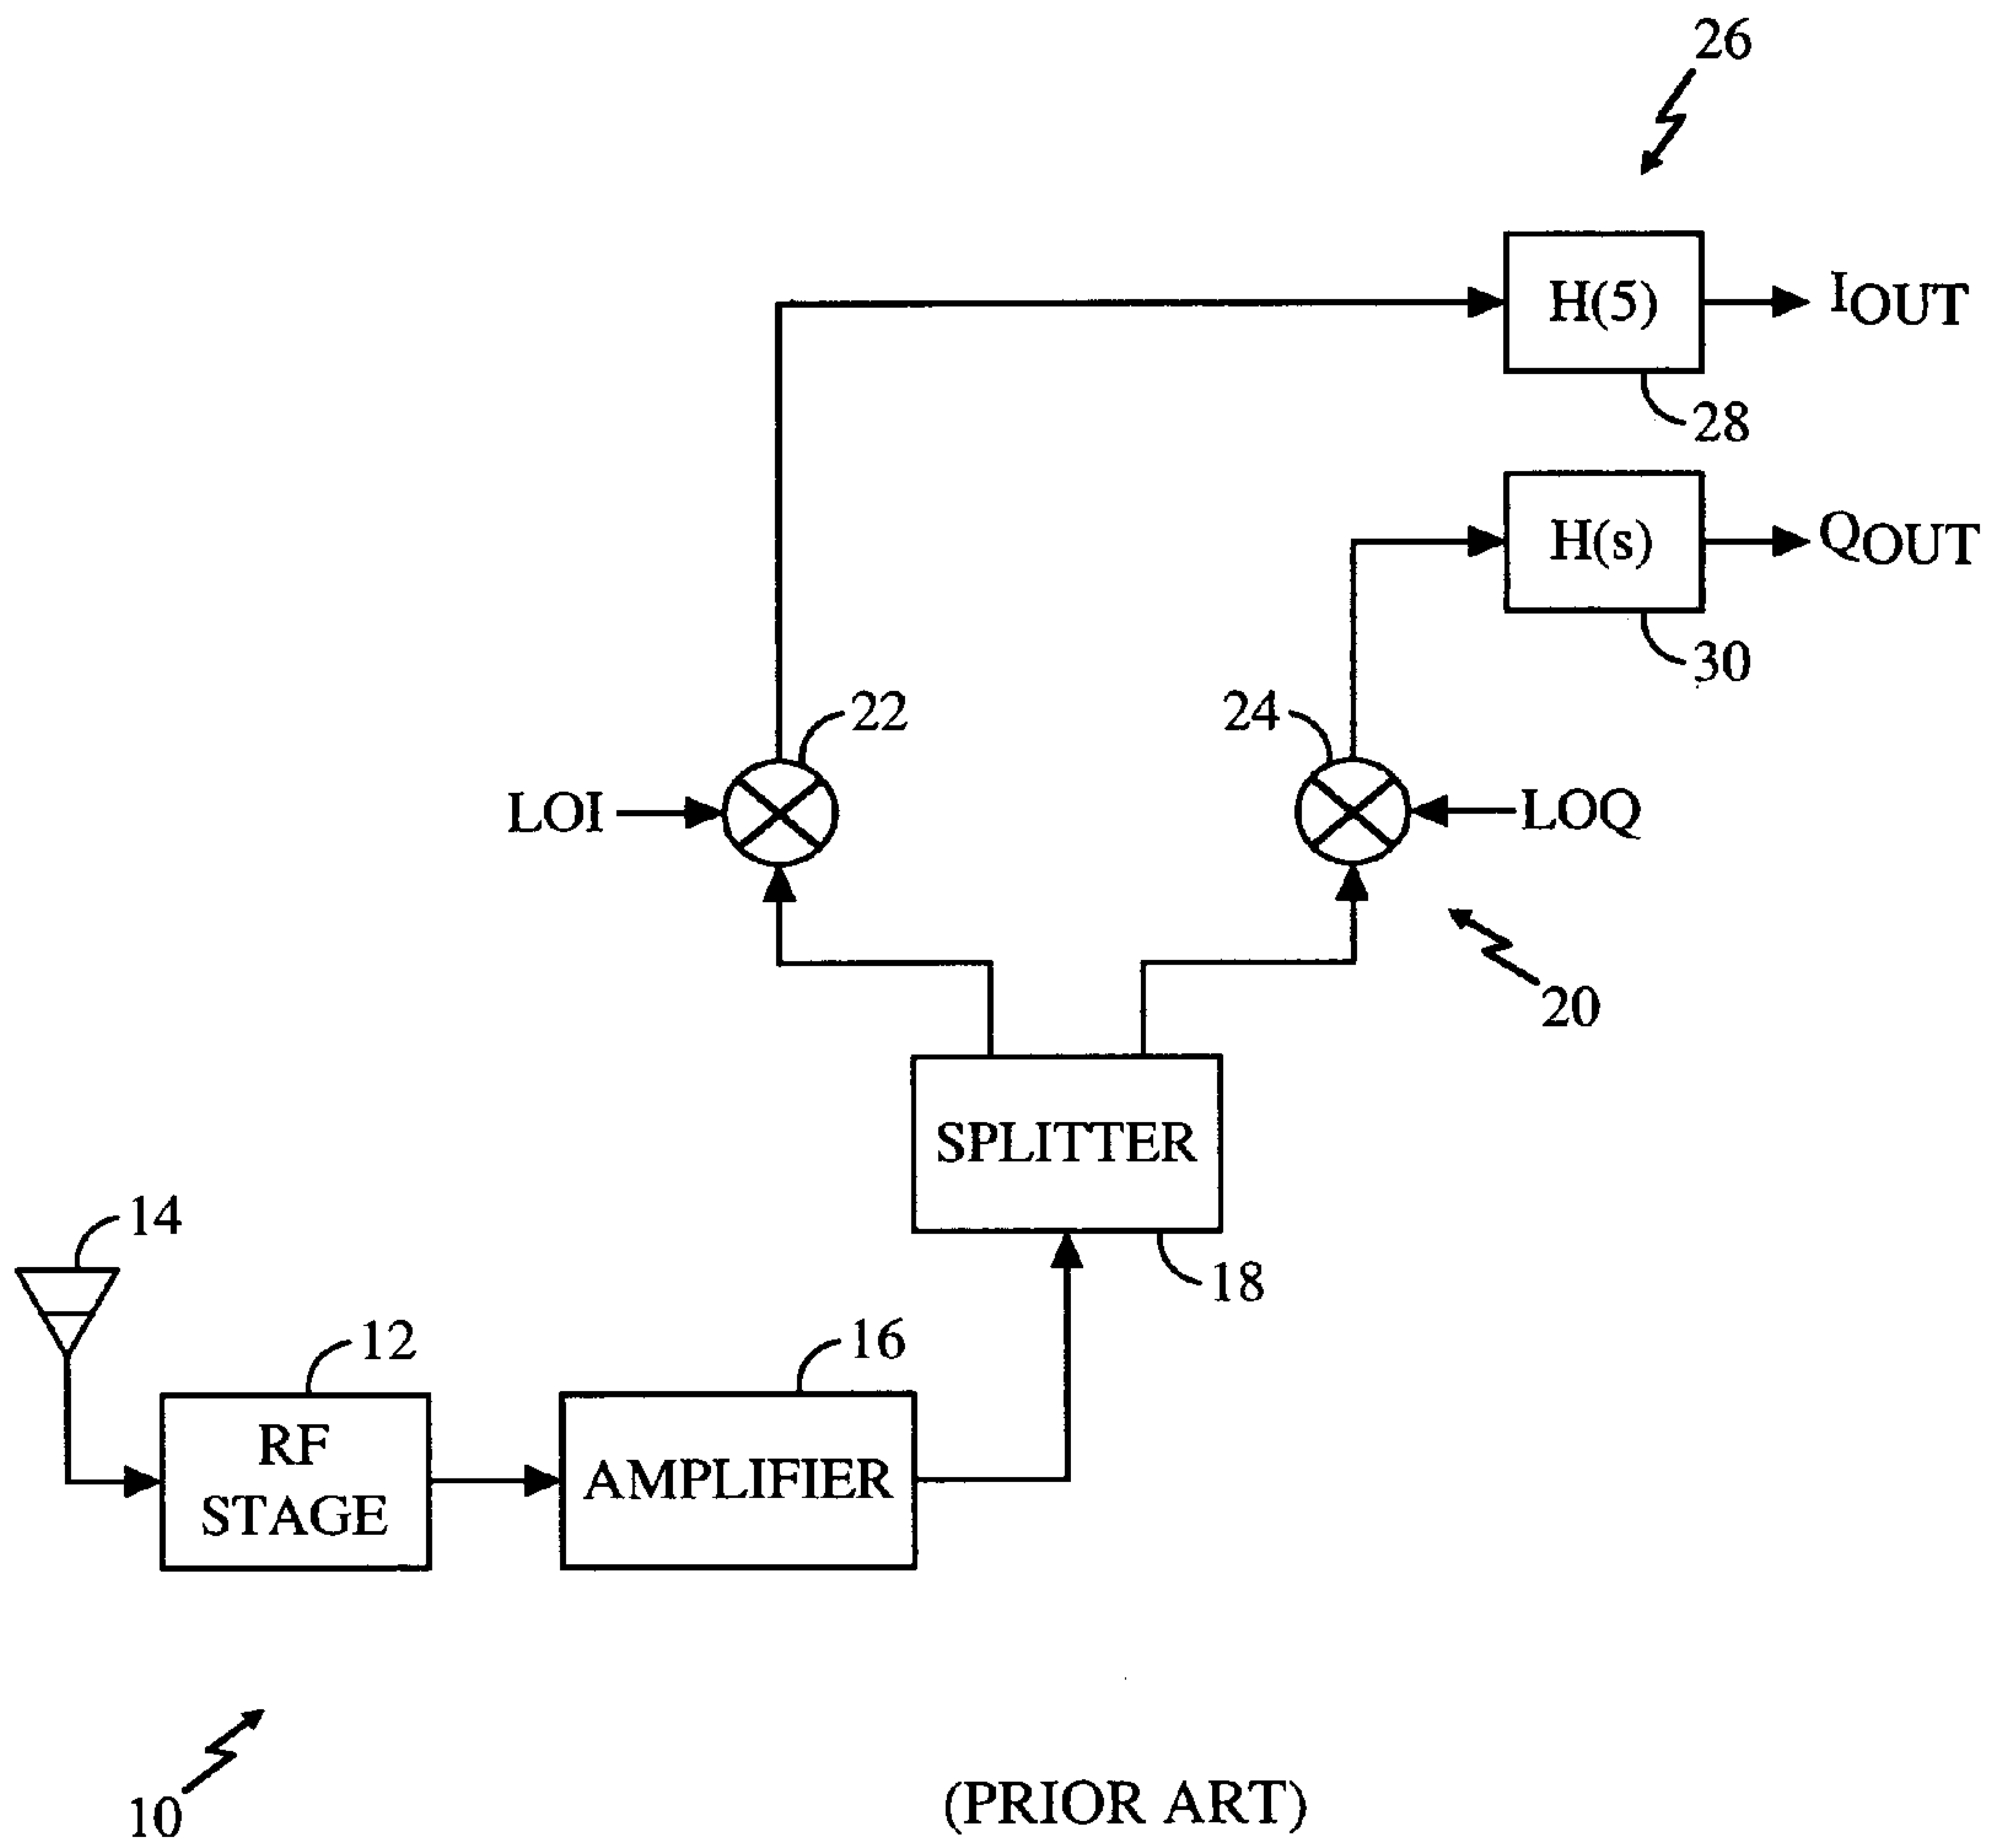 26
H(5)
IOUT
28
H(s)
QOUT
30
22
24
LOI
LOQ
20
SPLITTER
18
14
12
16
RF
STAGE
AMPLIFIER
10
(PRIOR ART)